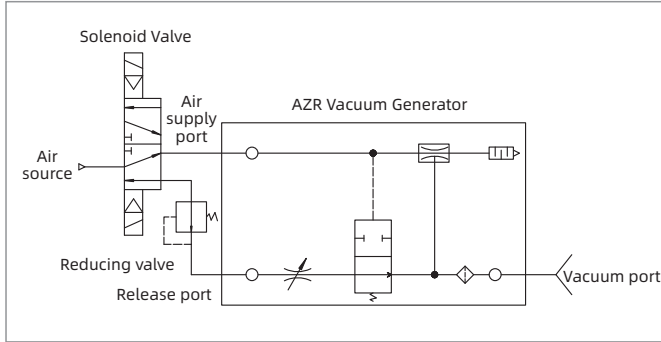 Solenoid Valve
Air
supply
port
AZR Vacuum Generator
Air
source
Reducing valve
Release port
Vacuum port